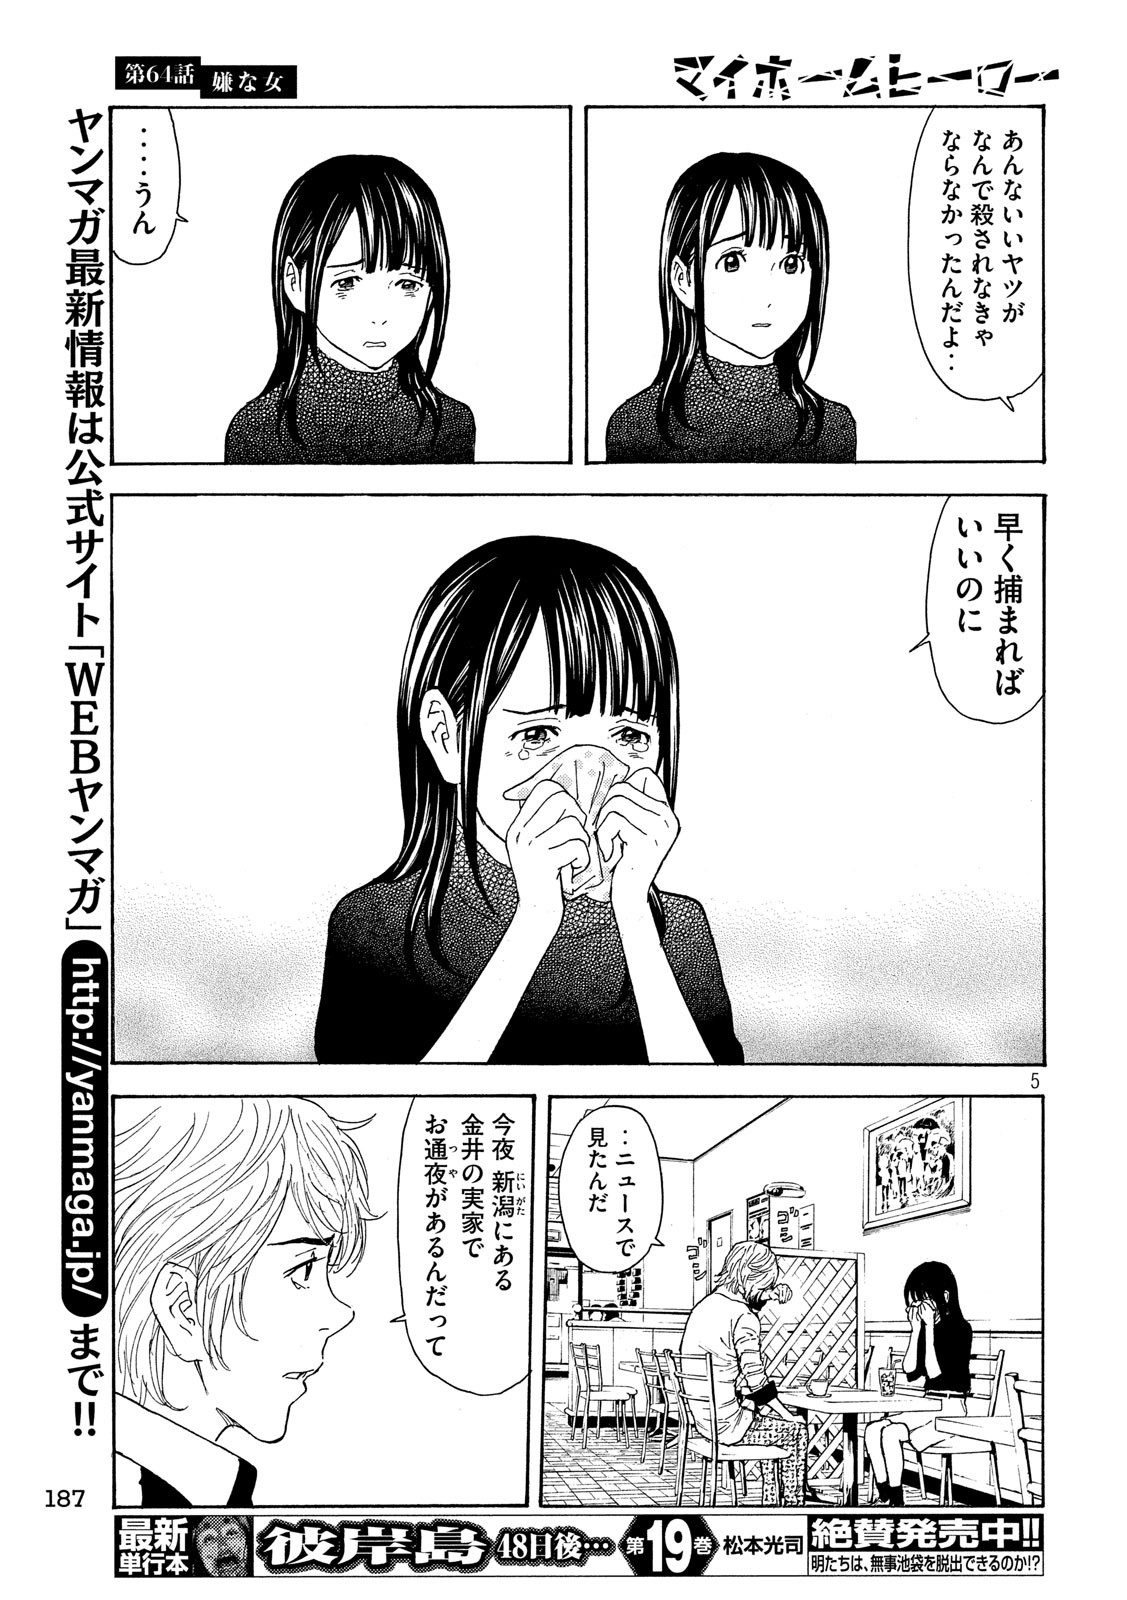 マイホームヒーロー
第64話
嫌な女
あんないいヤツが
なんで殺されなきゃ
ならなかったんだよ‥
‥‥うん
早く捕まれば
いいのに
5
‥ニュースで
見たんだ
今夜 新潟にある
にいがた
金井の実家で
お通夜があるんだって
つや
ヤンマガ最新情報は公式サイト「WEBヤンマガ」http://yanmaga.jp/まで!!
187
最新
単行本
彼岸島
48日後…
第19巻
松本光司
絶賛発売中!!
明たちは、無事池袋を脱出できるのか!?